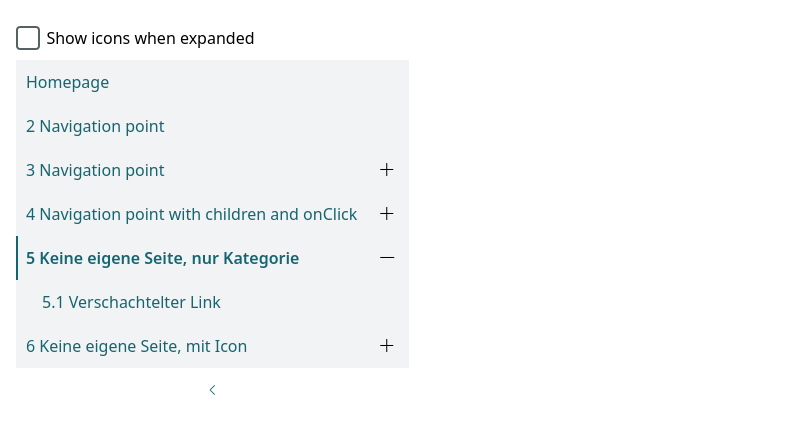 Show icons when expanded
Homepage
2 Navigation point
3 Navigation point
4 Navigation point with children and onClick
5 Keine eigene Seite, nur Kategorie
5.1 Verschachtelter Link
6 Keine eigene Seite, mit Icon